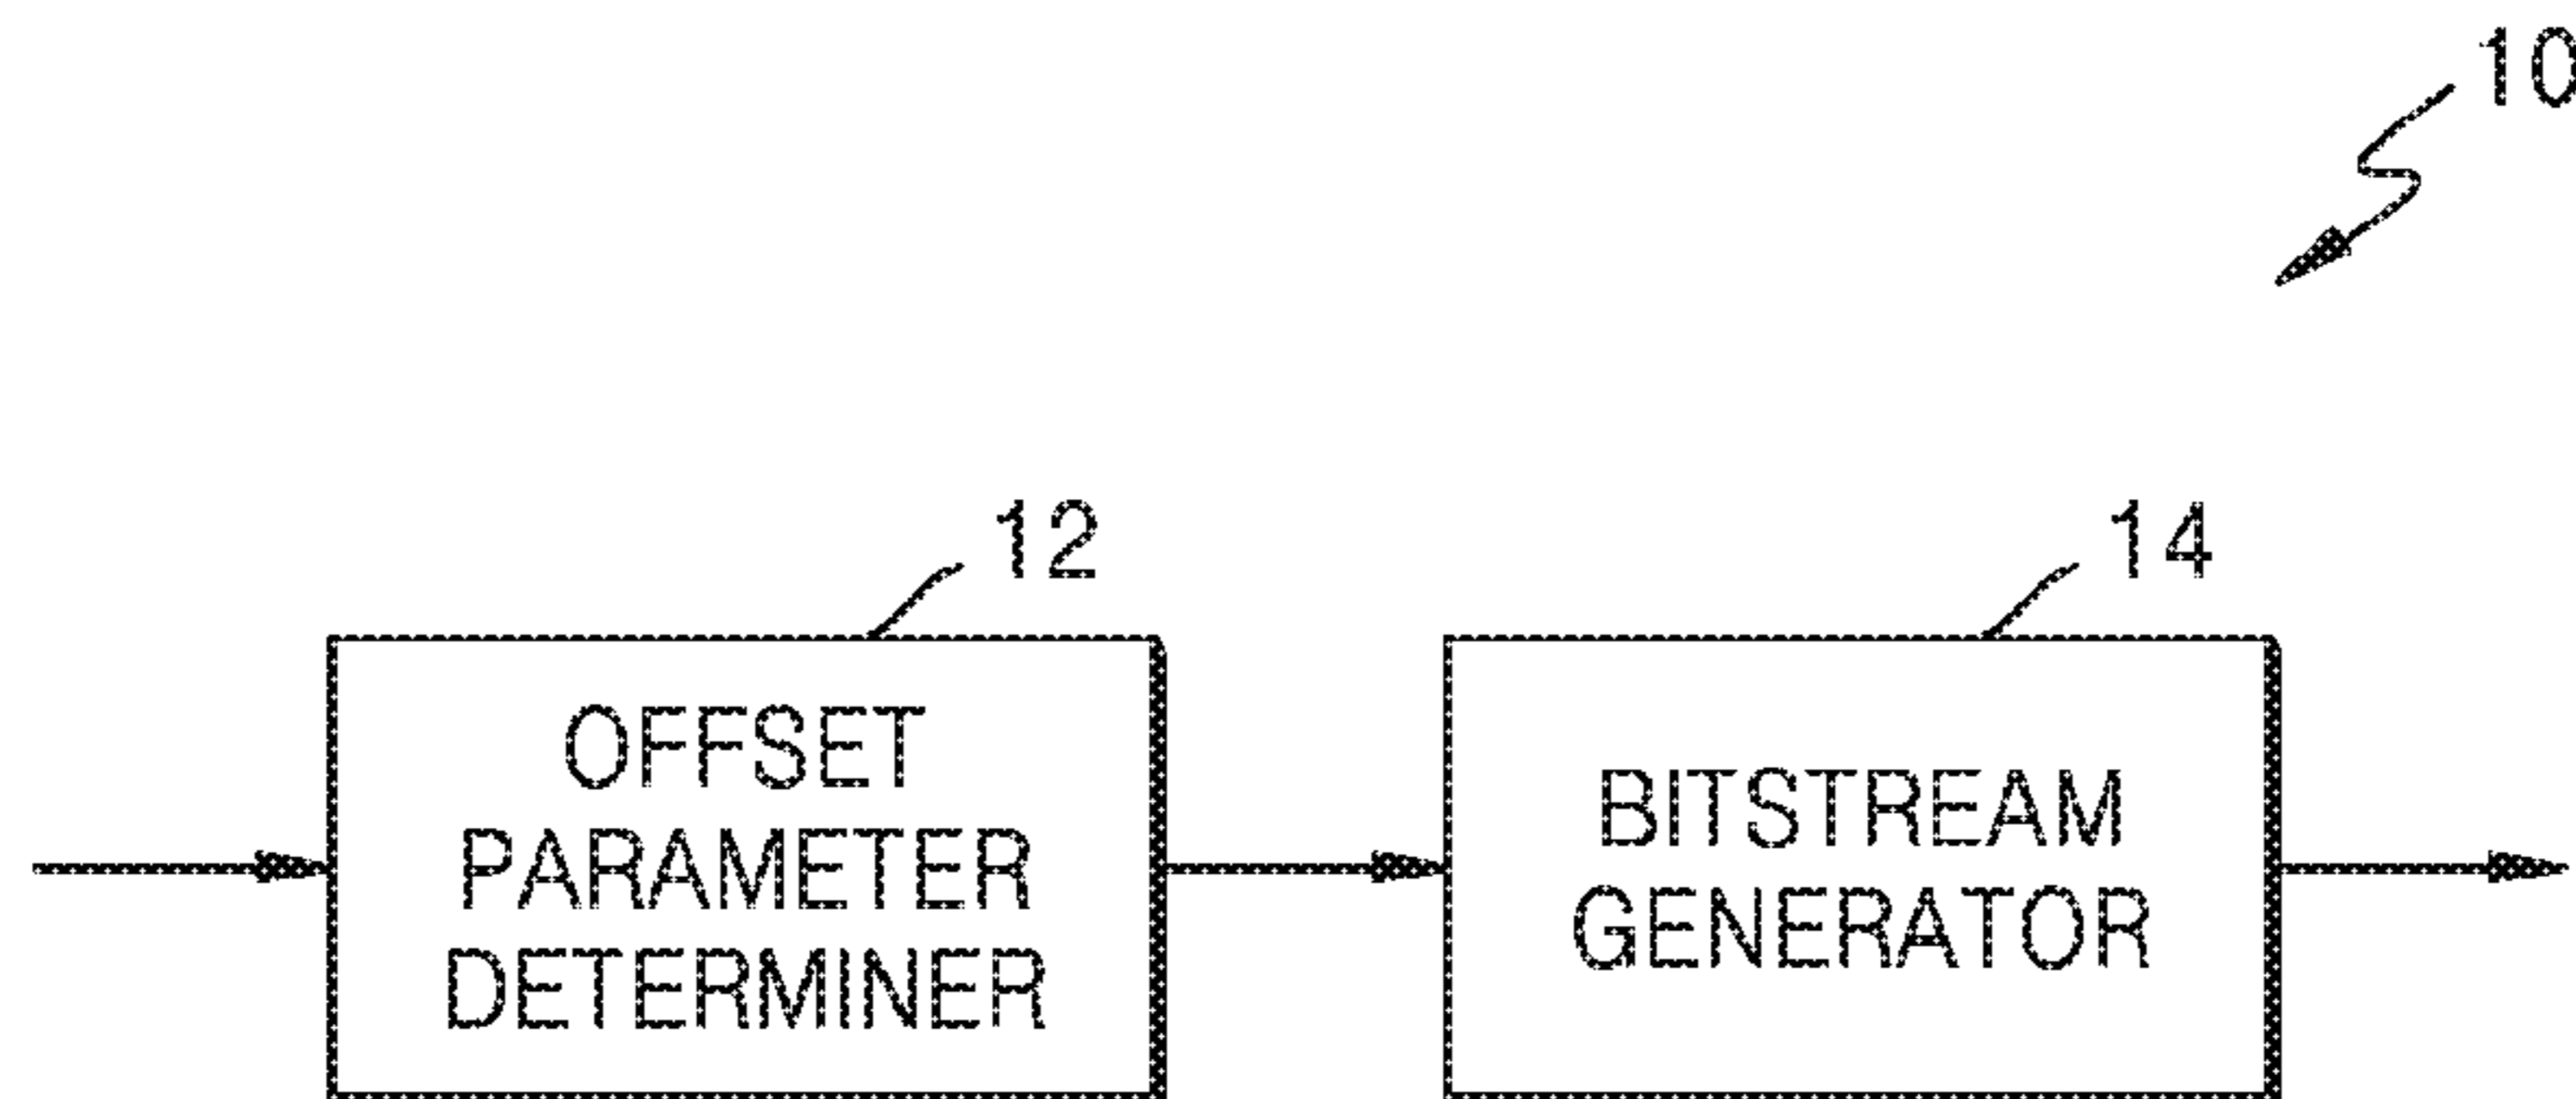 10
12
14
OFFSET
PARAMETER
DETERMINER
BITSTREAM
GENERATOR